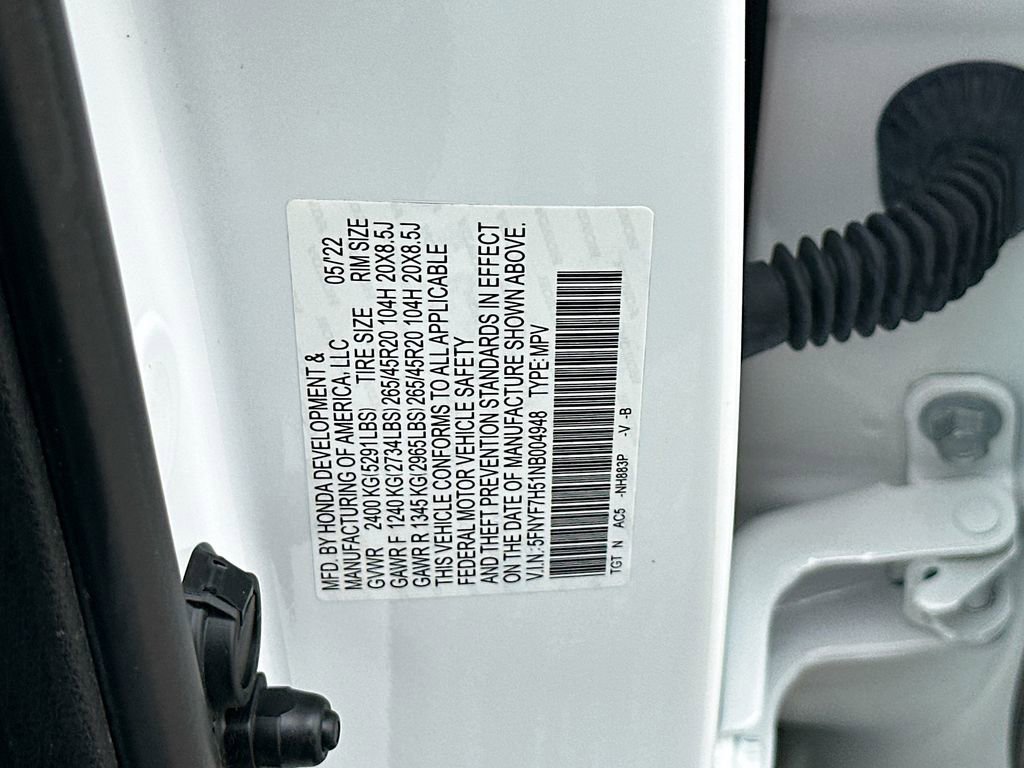 MFD. BY HONDA DEVELOPMENT &
MANUFACTURING OF AMERICA, LLC 05/22
GVWR 2400 KG(5291LBS) TIRE SIZE RIM SIZE
GAWR F 1240 KG(2734LBS) 265/45R20 104H 20X8.5J
GAWR R 1345 KG(2965LBS) 265/45R20 104H 20X8.5J
THIS VEHICLE CONFORMS TO ALL APPLICABLE
FEDERAL MOTOR VEHICLE SAFETY
AND THEFT PREVENTION STANDARDS IN EFFECT
ON THE DATE OF MANUFACTURE SHOWN ABOVE.
V.I.N.: 5FNYF7H51NB004948 TYPE: MPV
TGT N AC5 -NH883P -V -B